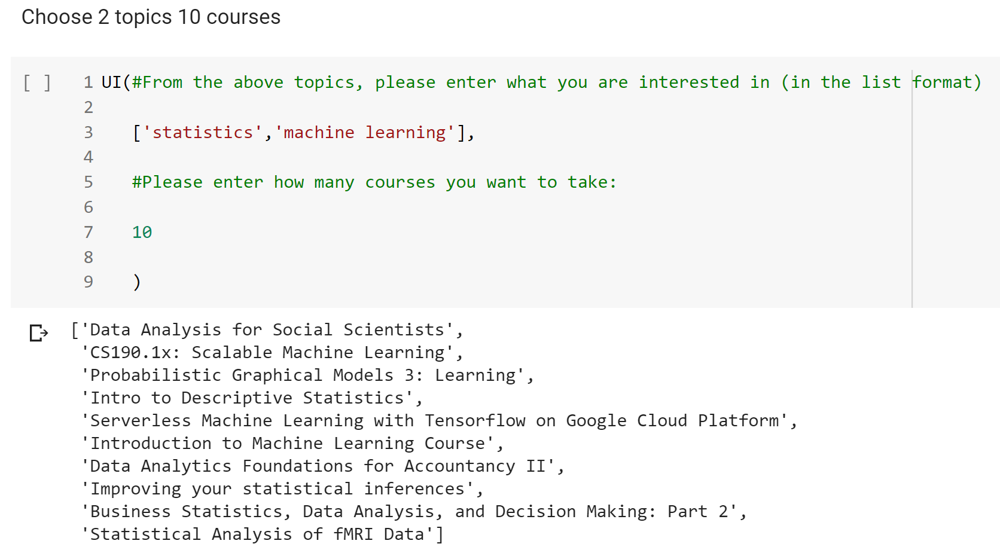 Choose 2 topics 10 courses
[ ] 1 UI(#From the above topics, please enter what you are interested in (in the list format)
2
3 ['statistics','machine learning'],
4
5 #Please enter how many courses you want to take:
6
7 10
8
9 )
['Data Analysis for Social Scientists',
'CS190.1x: Scalable Machine Learning',
'Probabilistic Graphical Models 3: Learning',
'Intro to Descriptive Statistics',
'Serverless Machine Learning with Tensorflow on Google Cloud Platform',
'Introduction to Machine Learning Course',
'Data Analytics Foundations for Accountancy II',
'Improving your statistical inferences',
'Business Statistics, Data Analysis, and Decision Making: Part 2',
'Statistical Analysis of fMRI Data']